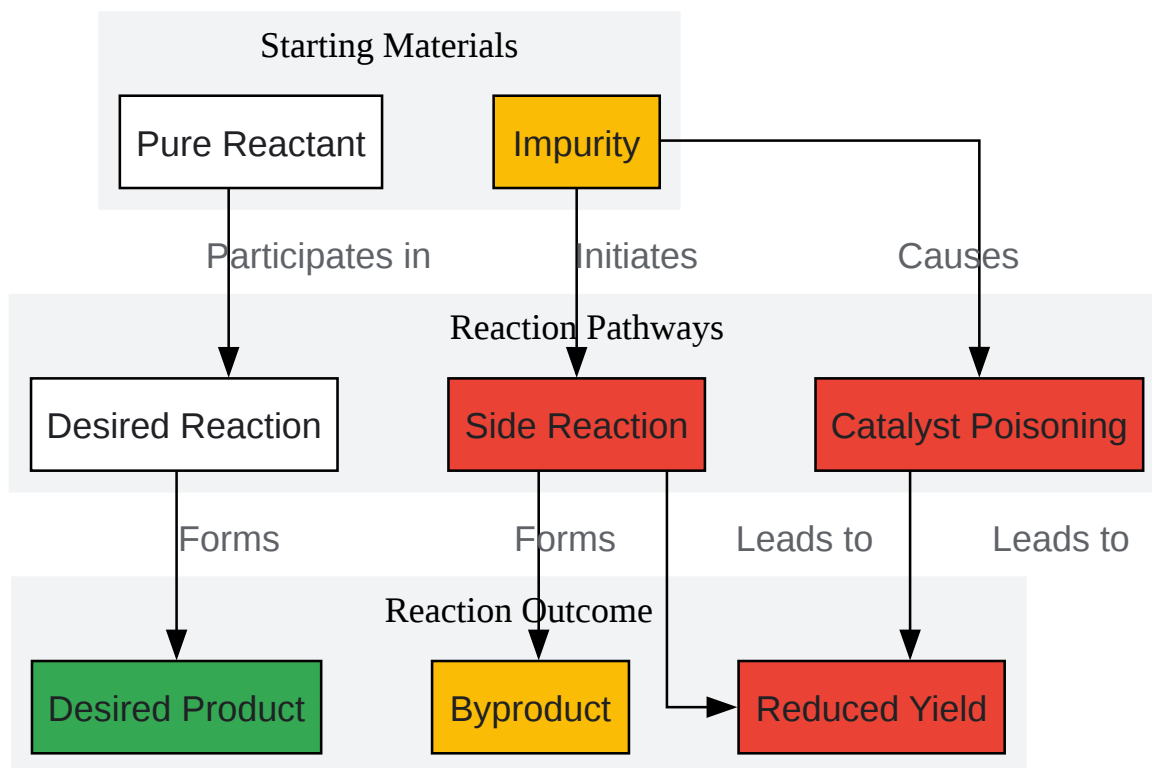 Starting Materials
Pure Reactant
Impurity
Participates in
Initiates
Causes
Reaction Pathways
Desired Reaction
Side Reaction
Catalyst Poisoning
Forms
Forms
Leads to
Leads to
Reaction Outcome
Desired Product
Byproduct
Reduced Yield